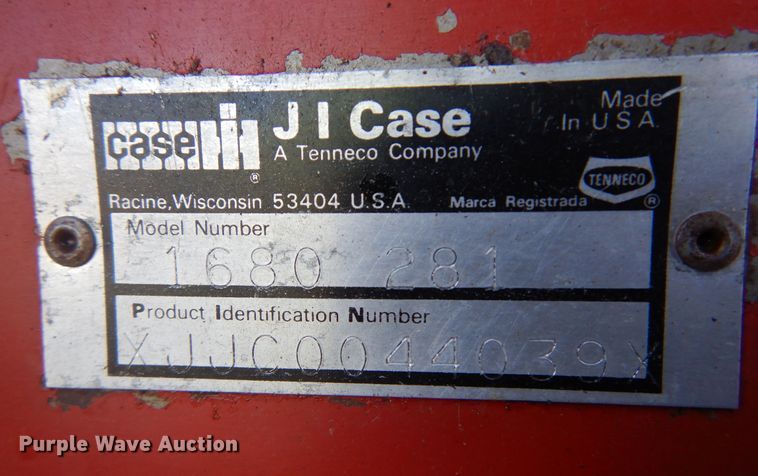 case IH ®
J I Case
A Tenneco Company
Made
In U S A
Racine, Wisconsin 53404 U.S.A.
Marca Registrada
TENNECO ®
Model Number
1680 281
Product Identification Number
XJJC0044039X
Purple Wave Auction